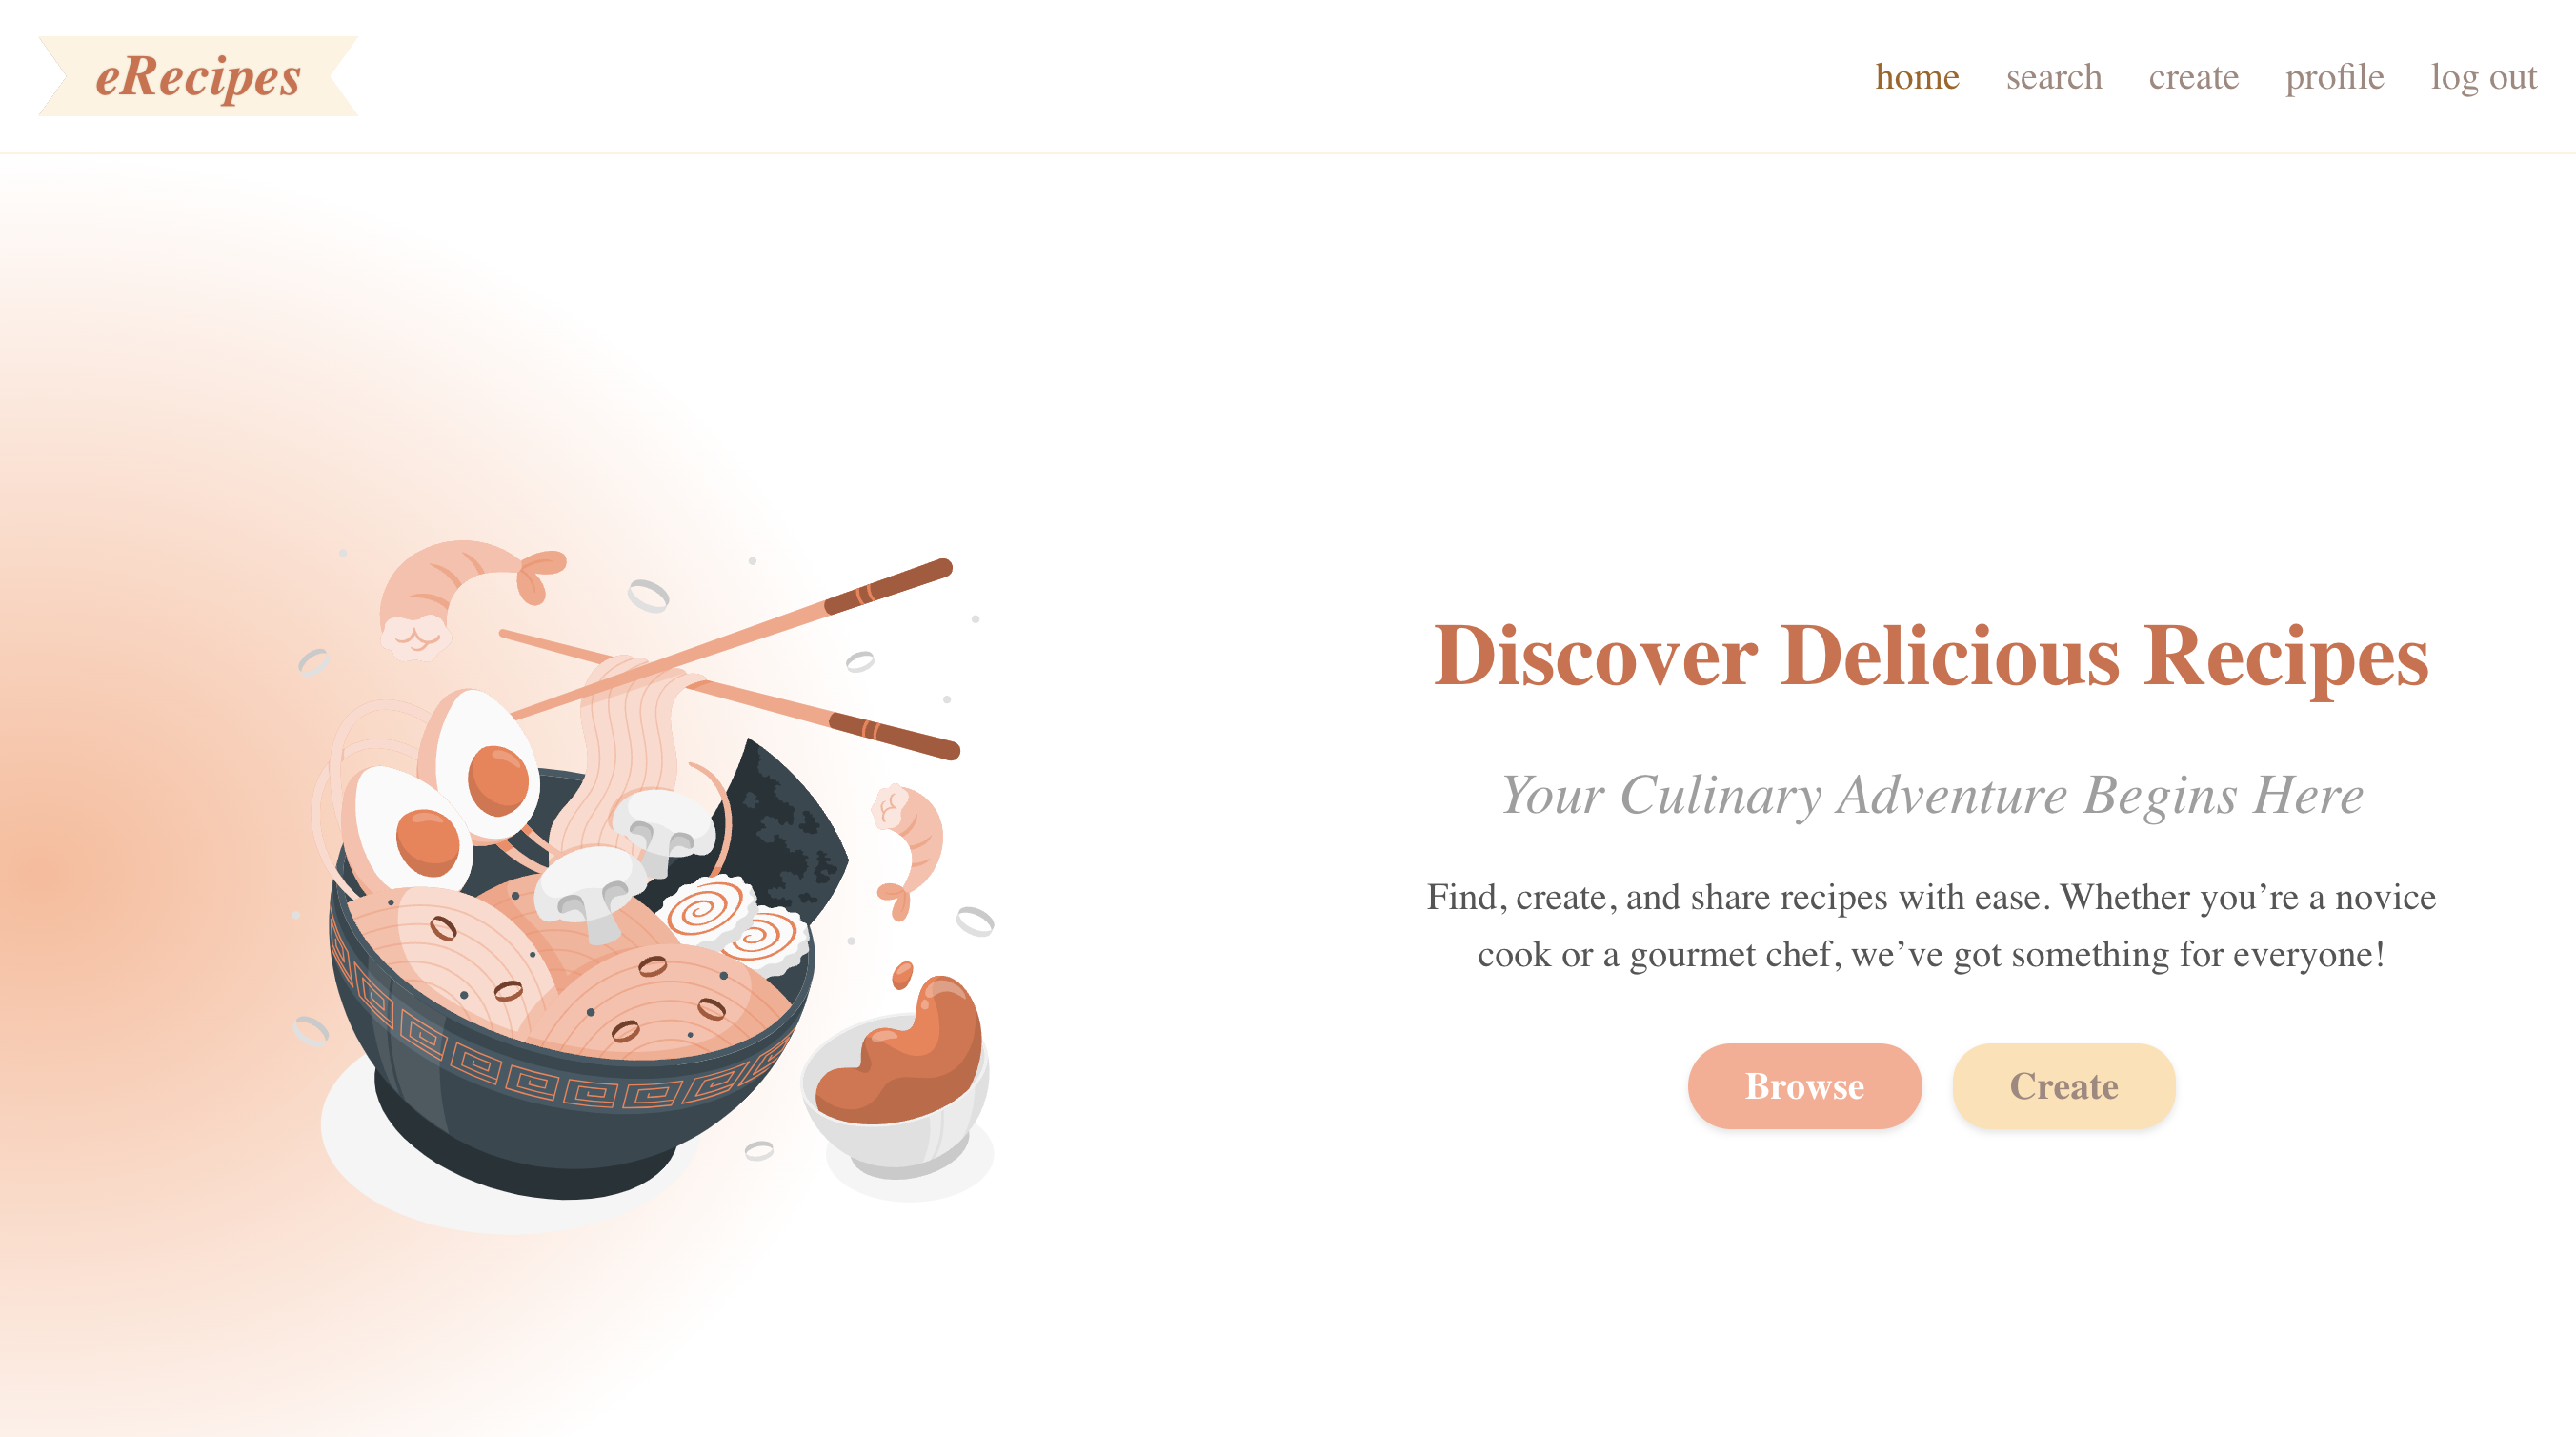 eRecipes
home search create profile log out
Discover Delicious Recipes
Your Culinary Adventure Begins Here
Find, create, and share recipes with ease. Whether you’re a novice
cook or a gourmet chef, we’ve got something for everyone!
Browse Create